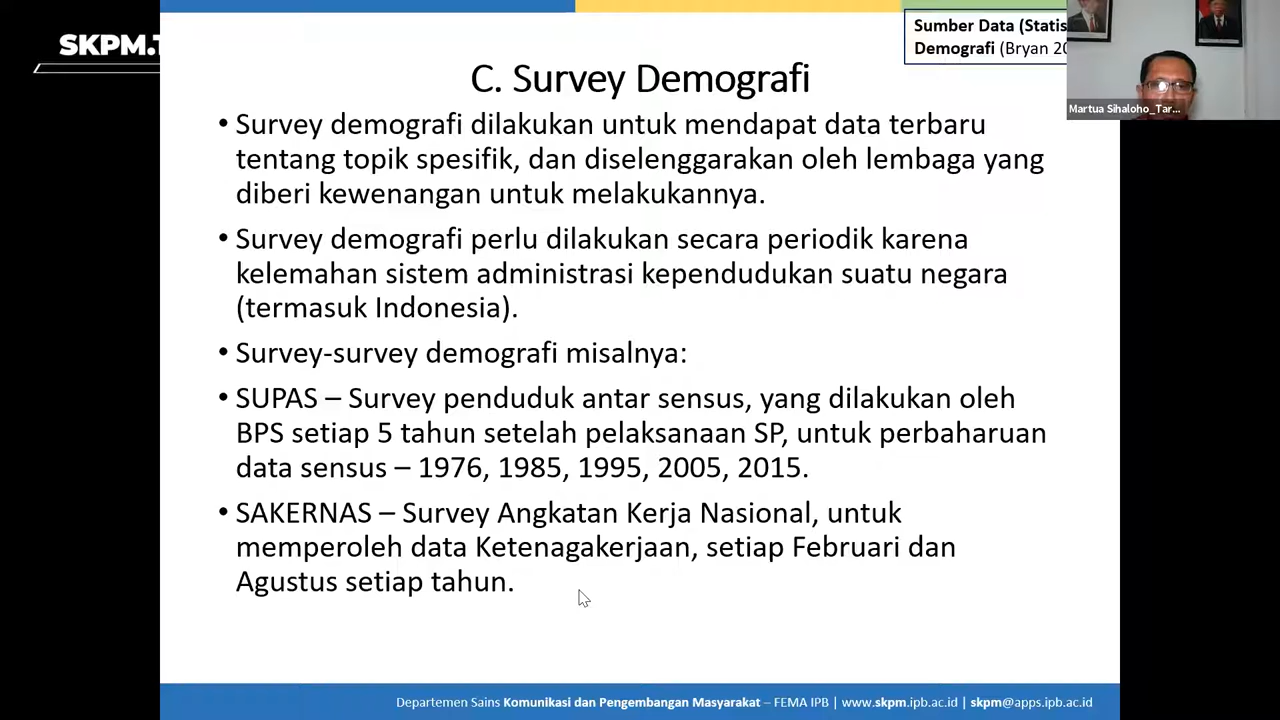 SKPM.T
Sumber Data (Statis
Demografi (Bryan 20
Martua Sihaloho_Tar...
C. Survey Demografi
• Survey demografi dilakukan untuk mendapat data terbaru
tentang topik spesifik, dan diselenggarakan oleh lembaga yang
diberi kewenangan untuk melakukannya.
• Survey demografi perlu dilakukan secara periodik karena
kelemahan sistem administrasi kependudukan suatu negara
(termasuk Indonesia).
• Survey-survey demografi misalnya:
• SUPAS – Survey penduduk antar sensus, yang dilakukan oleh
BPS setiap 5 tahun setelah pelaksanaan SP, untuk perbaharuan
data sensus – 1976, 1985, 1995, 2005, 2015.
• SAKERNAS – Survey Angkatan Kerja Nasional, untuk
memperoleh data Ketenagakerjaan, setiap Februari dan
Agustus setiap tahun.
Departemen Sains Komunikasi dan Pengembangan Masyarakat – FEMA IPB | www.skpm.ipb.ac.id | skpm@apps.ipb.ac.id